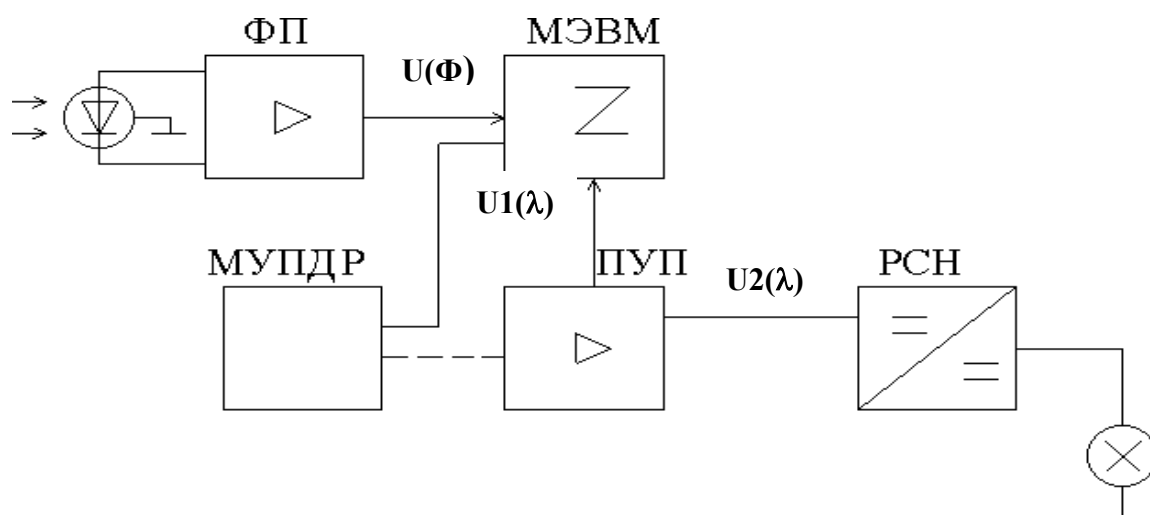 ФП
МЭВМ
U(Ф)
U1(λ)
МУПДР
ПУП
U2(λ)
РСН